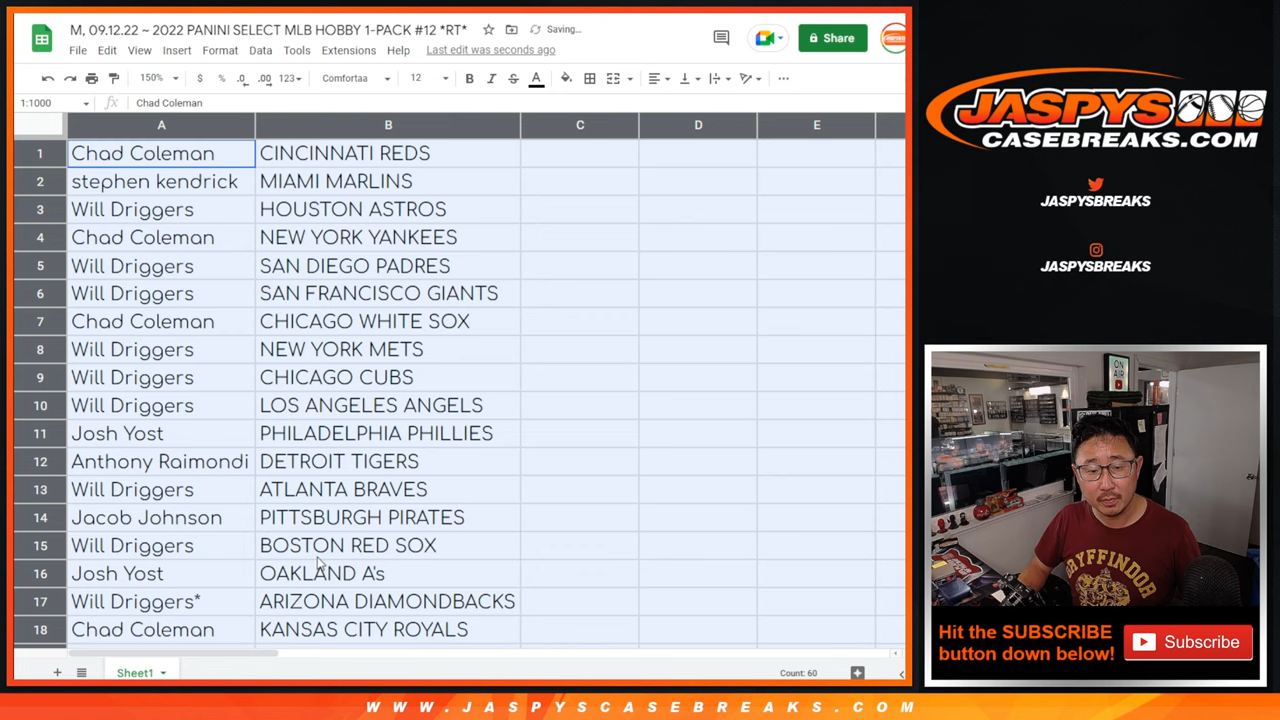 M, 09.12.22 ~ 2022 PANINI SELECT MLB HOBBY 1-PACK #12 *RT* Saving...
File Edit View Insert Format Data Tools Extensions Help Last edit was seconds ago
Share
150% $ % .0 .00 123 Comfortaa 12 B I S A
1:1000 fx Chad Coleman
A B C D E
1 Chad Coleman CINCINNATI REDS
2 stephen kendrick MIAMI MARLINS
3 Will Driggers HOUSTON ASTROS
4 Chad Coleman NEW YORK YANKEES
5 Will Driggers SAN DIEGO PADRES
6 Will Driggers SAN FRANCISCO GIANTS
7 Chad Coleman CHICAGO WHITE SOX
8 Will Driggers NEW YORK METS
9 Will Driggers CHICAGO CUBS
10 Will Driggers LOS ANGELES ANGELS
11 Josh Yost PHILADELPHIA PHILLIES
12 Anthony Raimondi DETROIT TIGERS
13 Will Driggers ATLANTA BRAVES
14 Jacob Johnson PITTSBURGH PIRATES
15 Will Driggers BOSTON RED SOX
16 Josh Yost OAKLAND A's
17 Will Driggers* ARIZONA DIAMONDBACKS
18 Chad Coleman KANSAS CITY ROYALS
Sheet1 Count: 60
JASPYS
CASEBREAKS.COM
JASPYSBREAKS
JASPYSBREAKS
ON
AIR
GRYFFINDOR
Hit the SUBSCRIBE
button down below!
Subscribe
WWW.JASPYSCASEBREAKS.COM